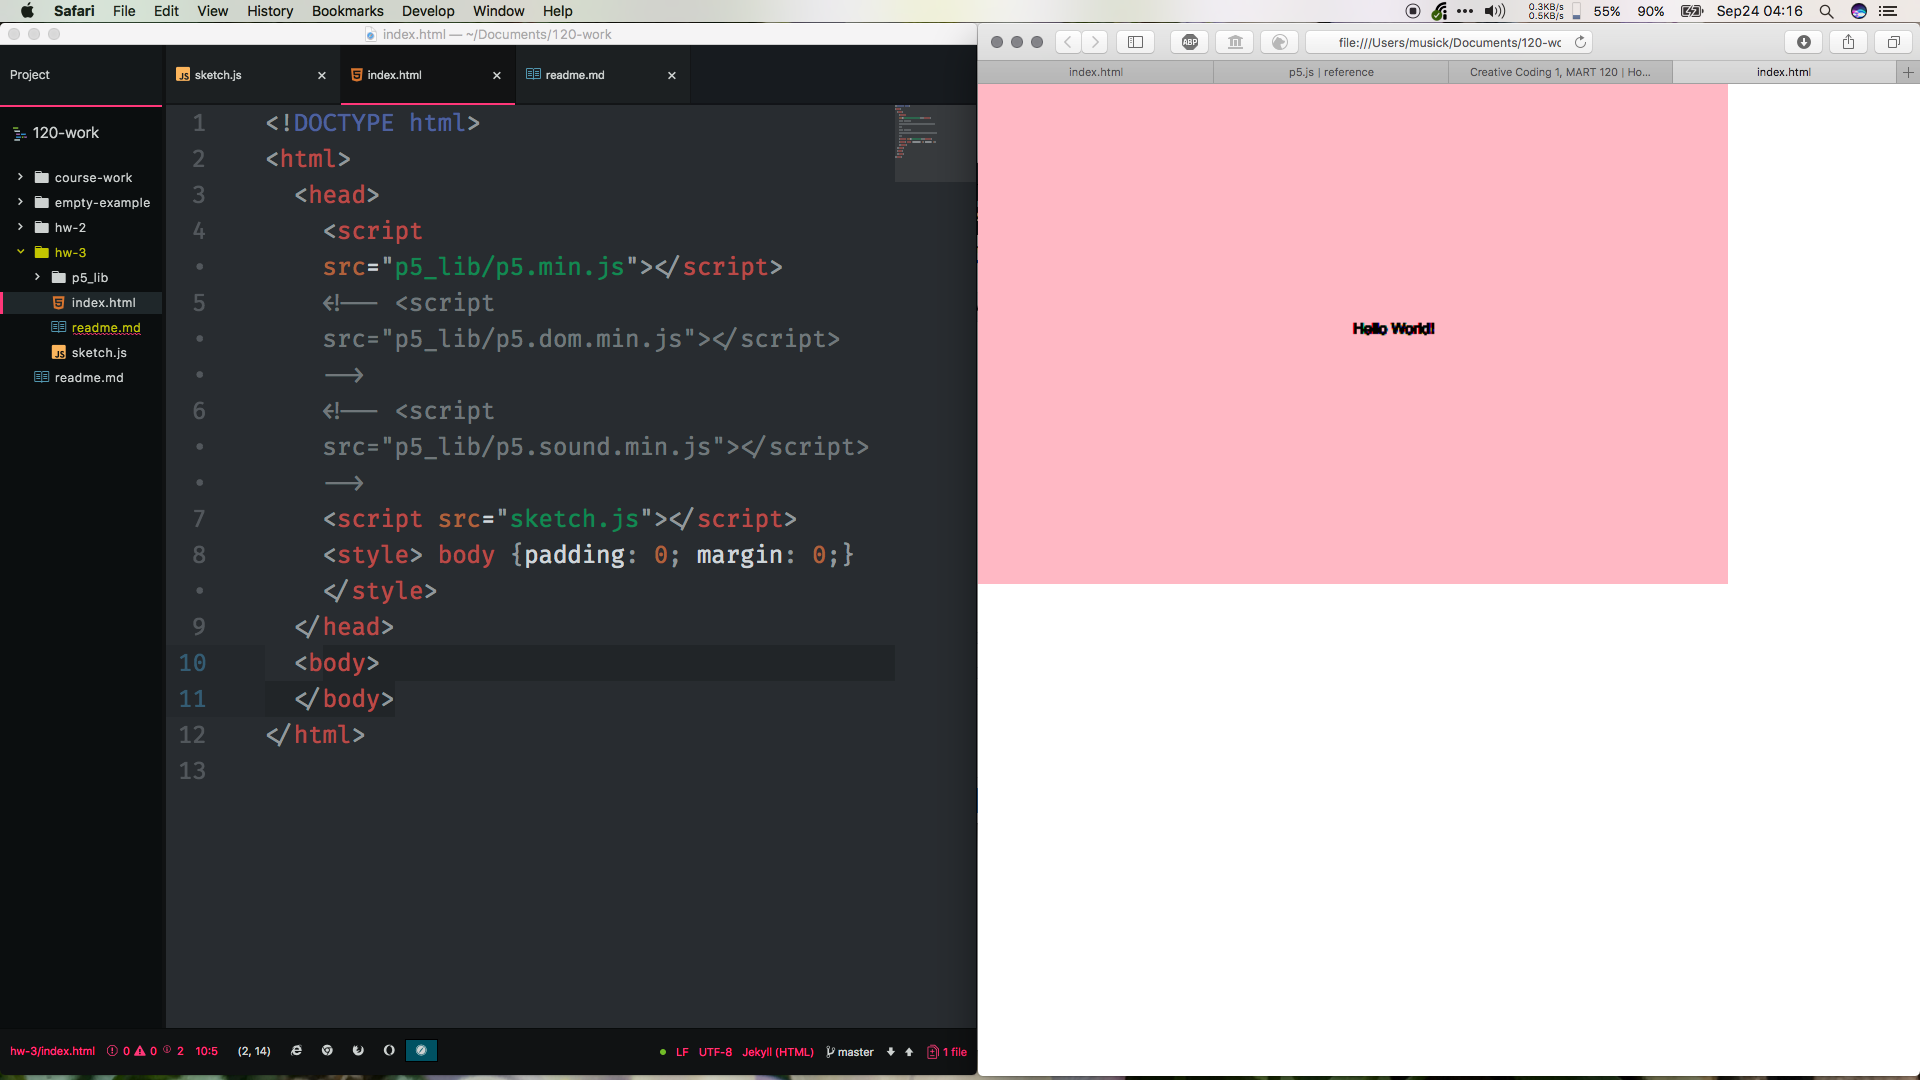 Safari File Edit View History Bookmarks Develop Window Help
0.3KB/s
0.5KB/s
55% 90% Sep24 04:16
index.html — ~/Documents/120-work
Project
sketch.js
index.html
readme.md
120-work
course-work
empty-example
hw-2
hw-3
p5_lib
index.html
readme.md
sketch.js
readme.md
1 <!DOCTYPE html>
2 <html>
3 <head>
4 <script
• src="p5_lib/p5.min.js"></script>
5 <!-- <script
• src="p5_lib/p5.dom.min.js"></script>
• -->
6 <!-- <script
• src="p5_lib/p5.sound.min.js"></script>
• -->
7 <script src="sketch.js"></script>
8 <style> body {padding: 0; margin: 0;}
• </style>
9 </head>
10 <body>
11 </body>
12 </html>
13
hw-3/index.html 0 0 2 10:5 (2, 14)
LF UTF-8 Jekyll (HTML) master 1 file
ABP
file:///Users/musick/Documents/120-wc
index.html
p5.js | reference
Creative Coding 1, MART 120 | Ho...
index.html
Hello World!